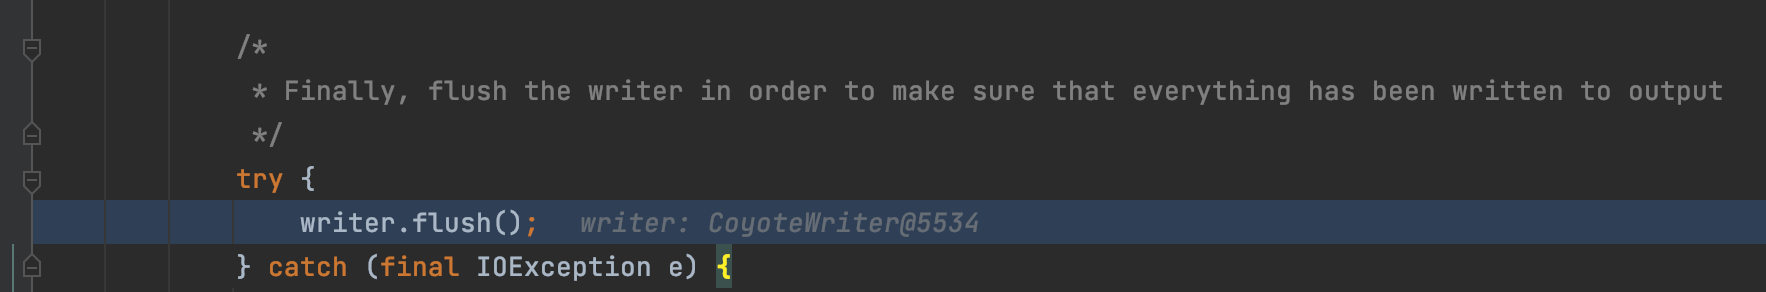 /*
* Finally, flush the writer in order to make sure that everything has been written to output
*/
try {
writer.flush(); writer: CoyoteWriter@5534
} catch (final IOException e) {